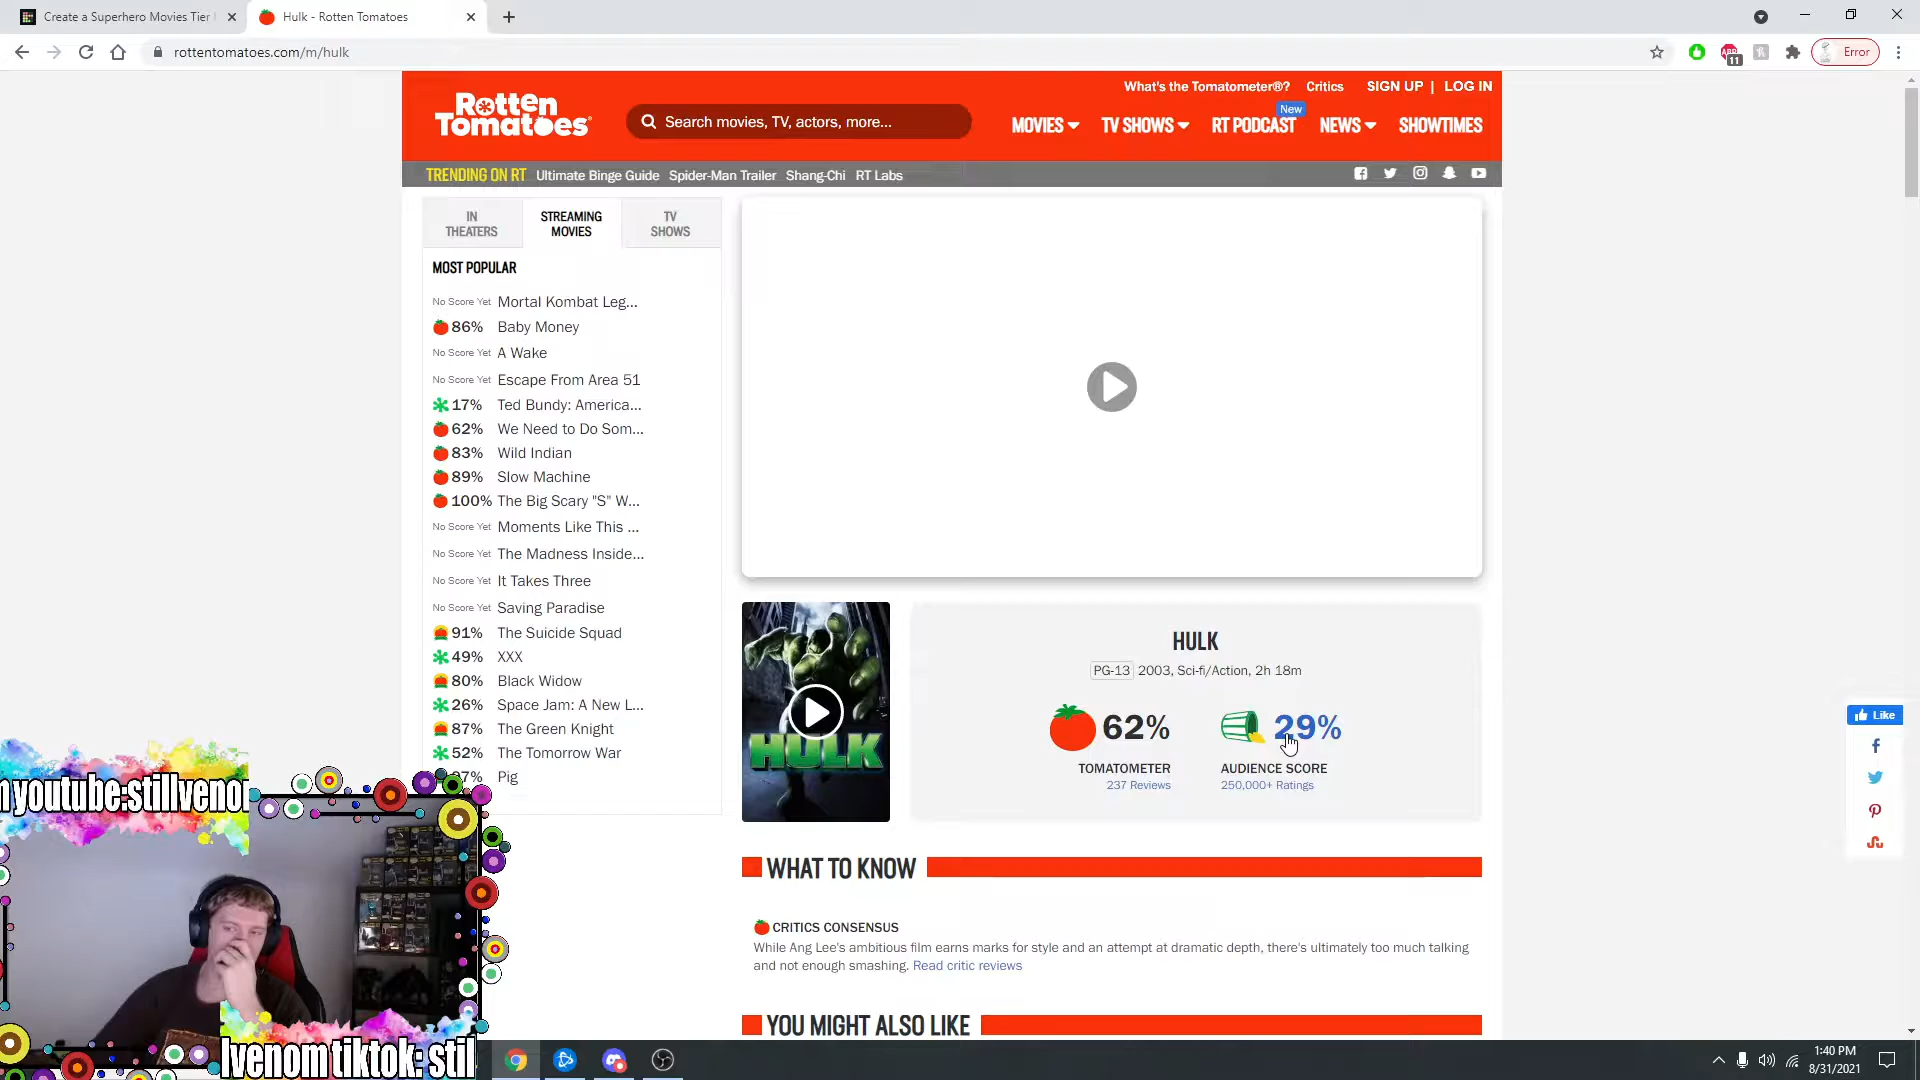 Create a Superhero Movies Tier
Hulk - Rotten Tomatoes
rottentomatoes.com/m/hulk
11
Error
What's the Tomatometer®?
Critics
SIGN UP | LOG IN
Rotten
Tomatoes
Search movies, TV, actors, more...
New
MOVIES
TV SHOWS
RT PODCAST
NEWS
SHOWTIMES
TRENDING ON RT
Ultimate Binge Guide
Spider-Man Trailer
Shang-Chi
RT Labs
IN
THEATERS
STREAMING
MOVIES
TV
SHOWS
MOST POPULAR
No Score Yet Mortal Kombat Leg...
86% Baby Money
No Score Yet A Wake
No Score Yet Escape From Area 51
17% Ted Bundy: America...
62% We Need to Do Som...
83% Wild Indian
89% Slow Machine
100% The Big Scary "S" W...
No Score Yet Moments Like This ...
No Score Yet The Madness Inside...
No Score Yet It Takes Three
No Score Yet Saving Paradise
91% The Suicide Squad
49% XXX
80% Black Widow
26% Space Jam: A New L...
87% The Green Knight
52% The Tomorrow War
Pig
HULK
HULK
PG-13 2003, Sci-fi/Action, 2h 18m
62%
TOMATOMETER
237 Reviews
29%
AUDIENCE SCORE
250,000+ Ratings
Like
WHAT TO KNOW
CRITICS CONSENSUS
While Ang Lee's ambitious film earns marks for style and an attempt at dramatic depth, there's ultimately too much talking
and not enough smashing. Read critic reviews
YOU MIGHT ALSO LIKE
youtube:stillveno
lvenom tiktok: stil
1:40 PM
8/31/2021